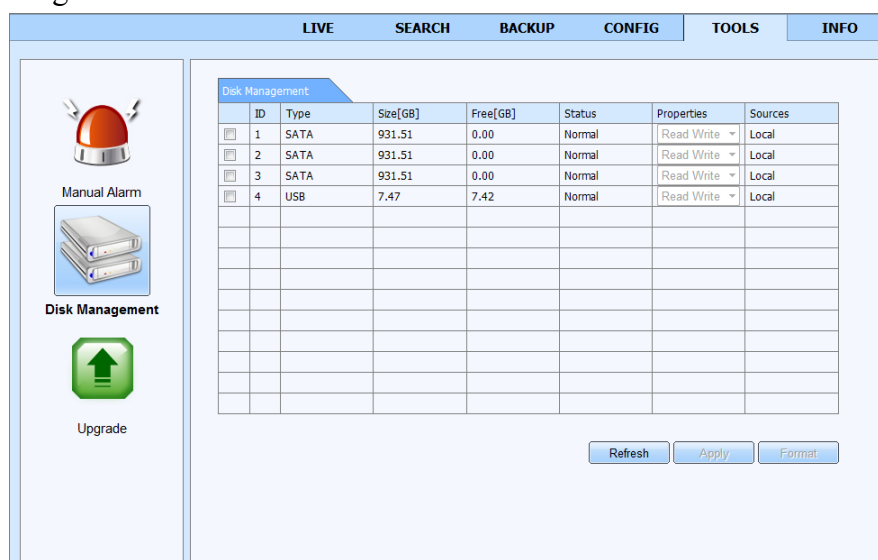 LIVE SEARCH BACKUP CONFIG TOOLS INFO
Manual Alarm
Disk Management
Upgrade
Disk Management
ID Type Size[GB] Free[GB] Status Properties Sources
1 SATA 931.51 0.00 Normal Read Write Local
2 SATA 931.51 0.00 Normal Read Write Local
3 SATA 931.51 0.00 Normal Read Write Local
4 USB 7.47 7.42 Normal Read Write Local
Refresh Apply Format